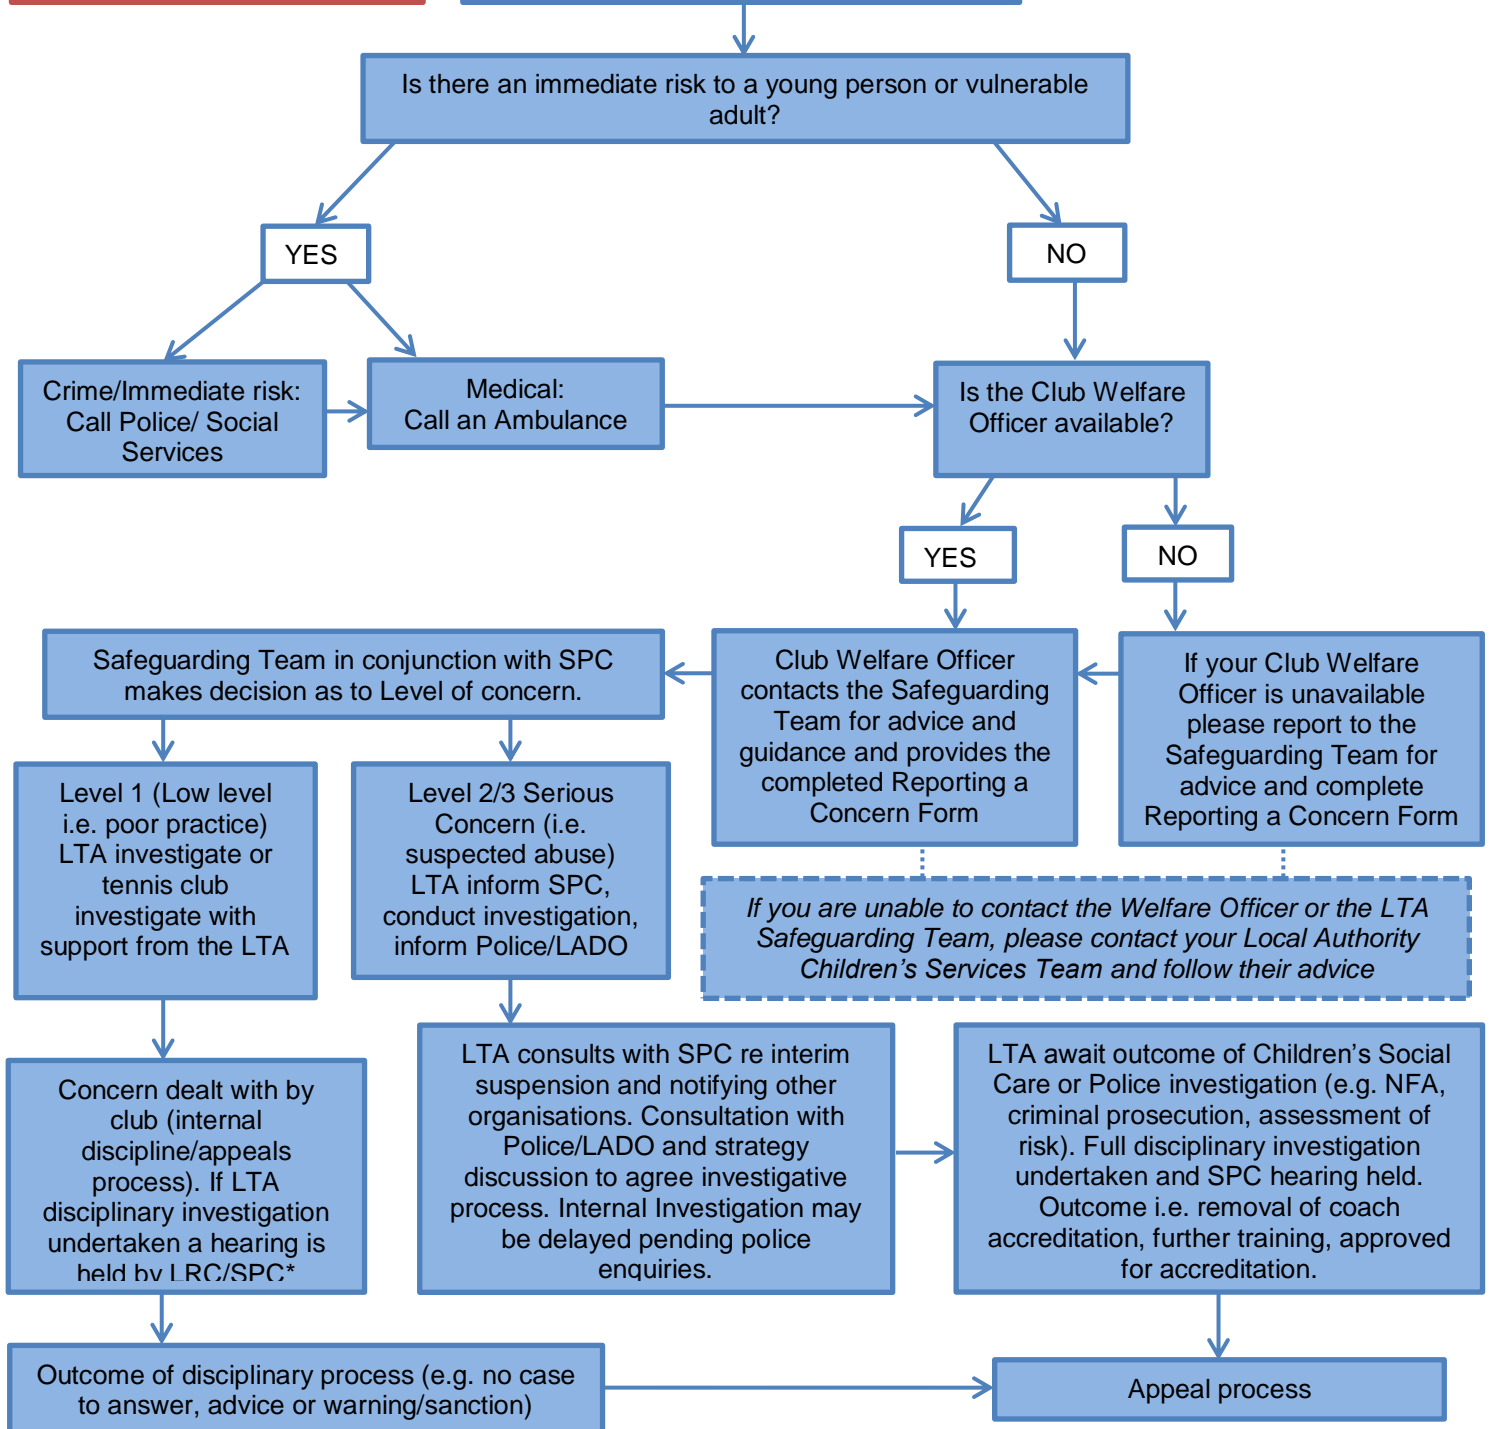 Is there an immediate risk to a young person or vulnerable
adult?
YES
NO
Crime/Immediate risk:
Call Police/ Social
Services
Medical:
Call an Ambulance
Is the Club Welfare
Officer available?
YES
NO
Safeguarding Team in conjunction with SPC
makes decision as to Level of concern.
Club Welfare Officer
contacts the Safeguarding
Team for advice and
guidance and provides the
completed Reporting a
Concern Form
If your Club Welfare
Officer is unavailable
please report to the
Safeguarding Team for
advice and complete
Reporting a Concern Form
Level 1 (Low level
i.e. poor practice)
LTA investigate or
tennis club
investigate with
support from the LTA
Level 2/3 Serious
Concern (i.e.
suspected abuse)
LTA inform SPC,
conduct investigation,
inform Police/LADO
If you are unable to contact the Welfare Officer or the LTA
Safeguarding Team, please contact your Local Authority
Children’s Services Team and follow their advice
Concern dealt with by
club (internal
discipline/appeals
process). If LTA
disciplinary investigation
undertaken a hearing is
held by LRC/SPC*
LTA consults with SPC re interim
suspension and notifying other
organisations. Consultation with
Police/LADO and strategy
discussion to agree investigative
process. Internal Investigation may
be delayed pending police
enquiries.
LTA await outcome of Children’s Social
Care or Police investigation (e.g. NFA,
criminal prosecution, assessment of
risk). Full disciplinary investigation
undertaken and SPC hearing held.
Outcome i.e. removal of coach
accreditation, further training, approved
for accreditation.
Outcome of disciplinary process (e.g. no case
to answer, advice or warning/sanction)
Appeal process